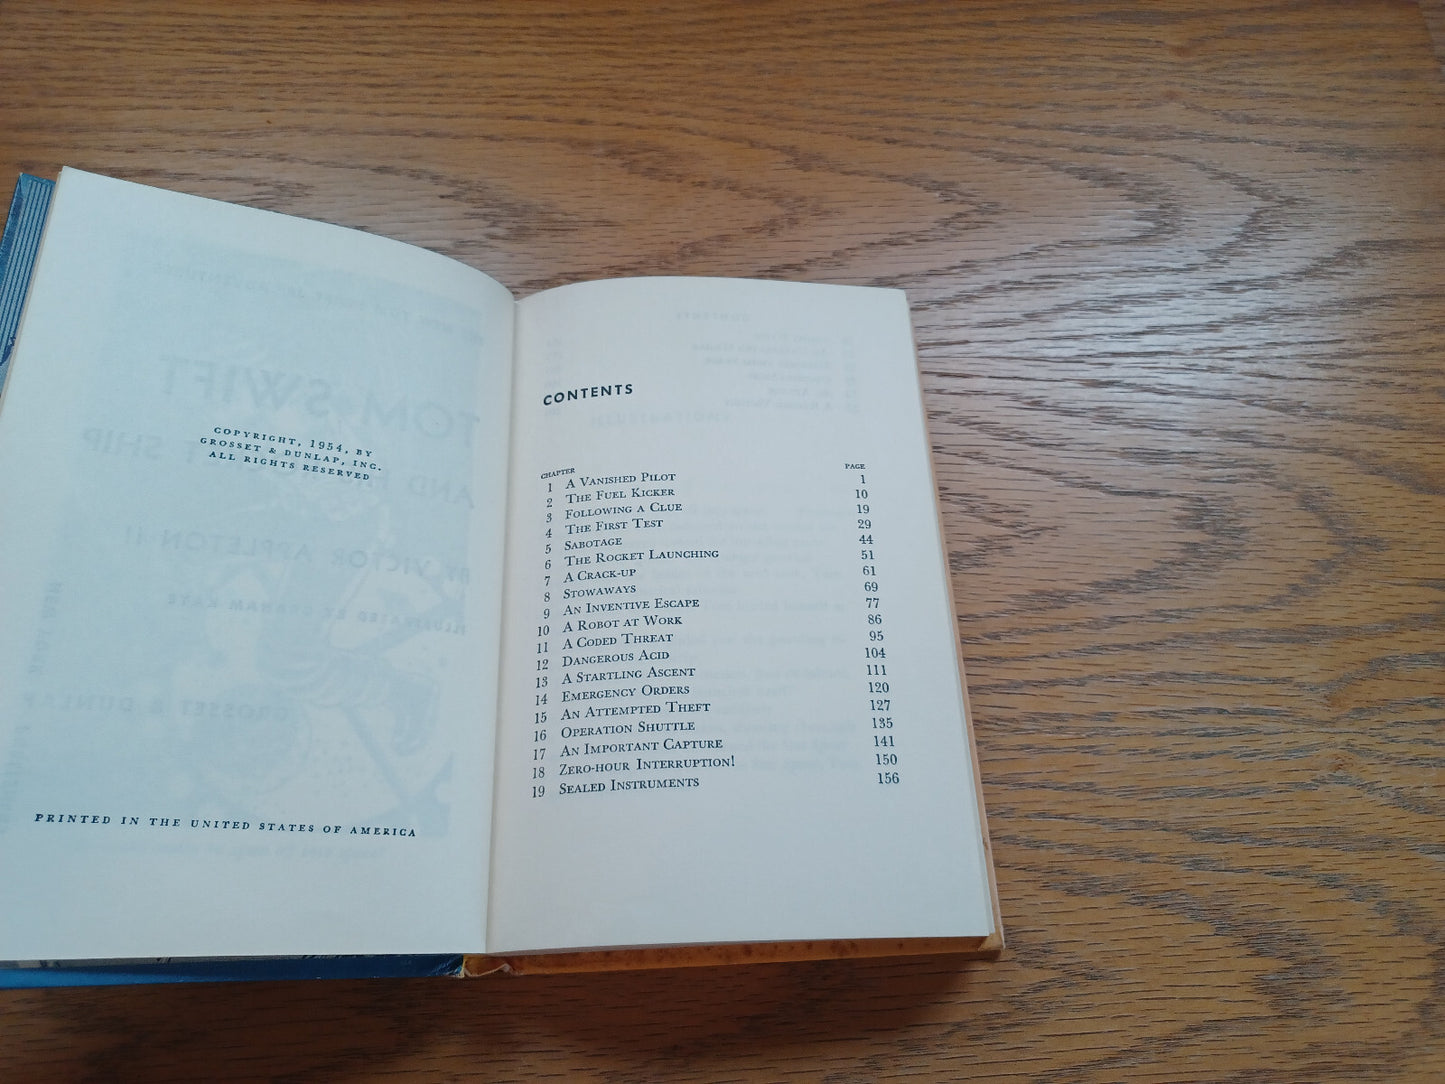 COPYRIGHT, 1954, BY
GROSSET & DUNLAP, INC.
ALL RIGHTS RESERVED
PRINTED IN THE UNITED STATES OF AMERICA
CONTENTS
CHAPTER PAGE
1 A Vanished Pilot 1
2 The Fuel Kicker 10
3 Following a Clue 19
4 The First Test 29
5 Sabotage 44
6 The Rocket Launching 51
7 A Crack-up 61
8 Stowaways 69
9 An Inventive Escape 77
10 A Robot at Work 86
11 A Coded Threat 95
12 Dangerous Acid 104
13 A Startling Ascent 111
14 Emergency Orders 120
15 An Attempted Theft 127
16 Operation Shuttle 135
17 An Important Capture 141
18 Zero-hour Interruption! 150
19 Sealed Instruments 156